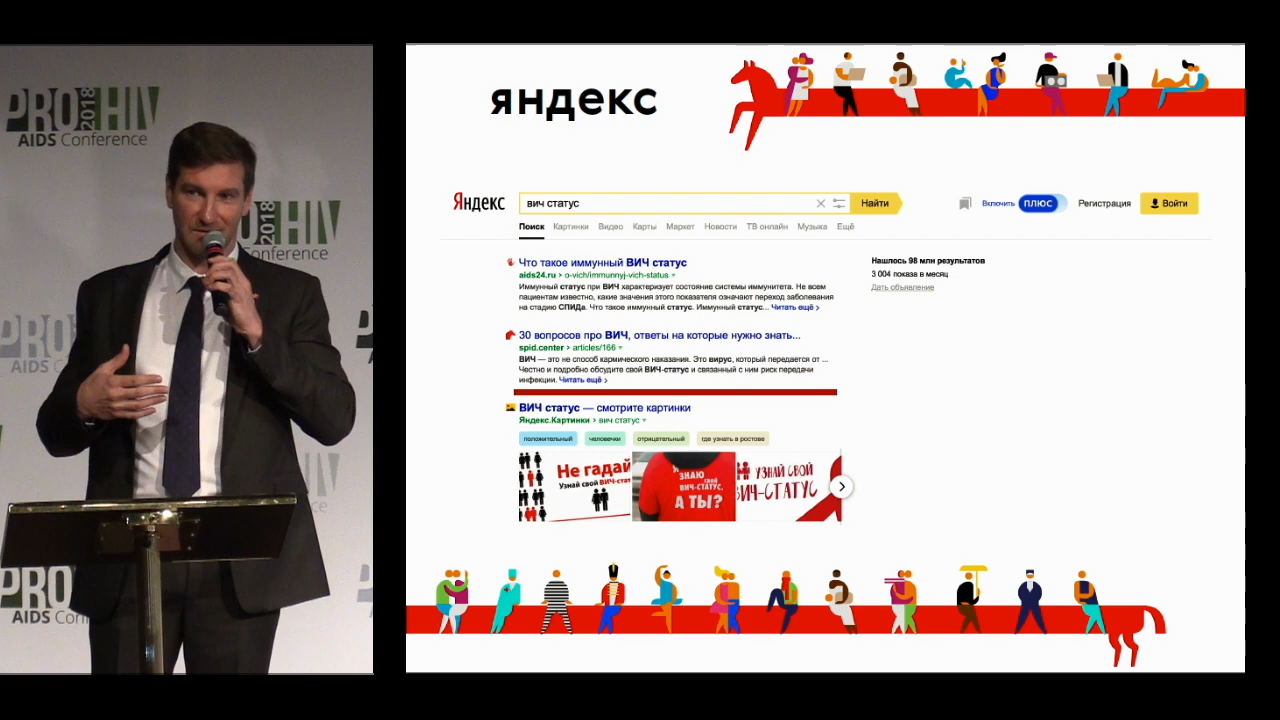 PRO HIV
2018
AIDS Conference
2018
HIV
onference
PRO
AIDS
PRO
AIDS Con
яндекс
Яндекс
вич статус
Найти
Включить ПЛЮС
Регистрация
Войти
Поиск Картинки Видео Карты Маркет Новости ТВ онлайн Музыка Ещё
Что такое иммунный ВИЧ статус
aids24.ru › o-vich/immunnyj-vich-status
Иммунный статус при ВИЧ характеризует состояние системы иммунитета. Не всем
пациентам известно, какие значения этого показателя означают переход заболевания
на стадию СПИДа. Что такое иммунный статус. Иммунный статус... Читать ещё ›
30 вопросов про ВИЧ, ответы на которые нужно знать...
spid.center › articles/166
ВИЧ — это не способ кармического наказания. Это вирус, который передается от ...
Честно и подробно обсудите свой ВИЧ-статус и связанный с ним риск передачи
инфекции. Читать ещё ›
ВИЧ статус — смотрите картинки
Яндекс.Картинки › вич статус
положительный человечки отрицательный где узнать в ростове
Не гадай
Узнай свой ВИЧ-стат
Я
ЗНАЮ
свой
ВИЧ-СТАТУС,
А ТЫ?
УЗНАЙ СВОЙ
ВИЧ-СТАТУС
Нашлось 98 млн результатов
3 004 показа в месяц
Дать объявление